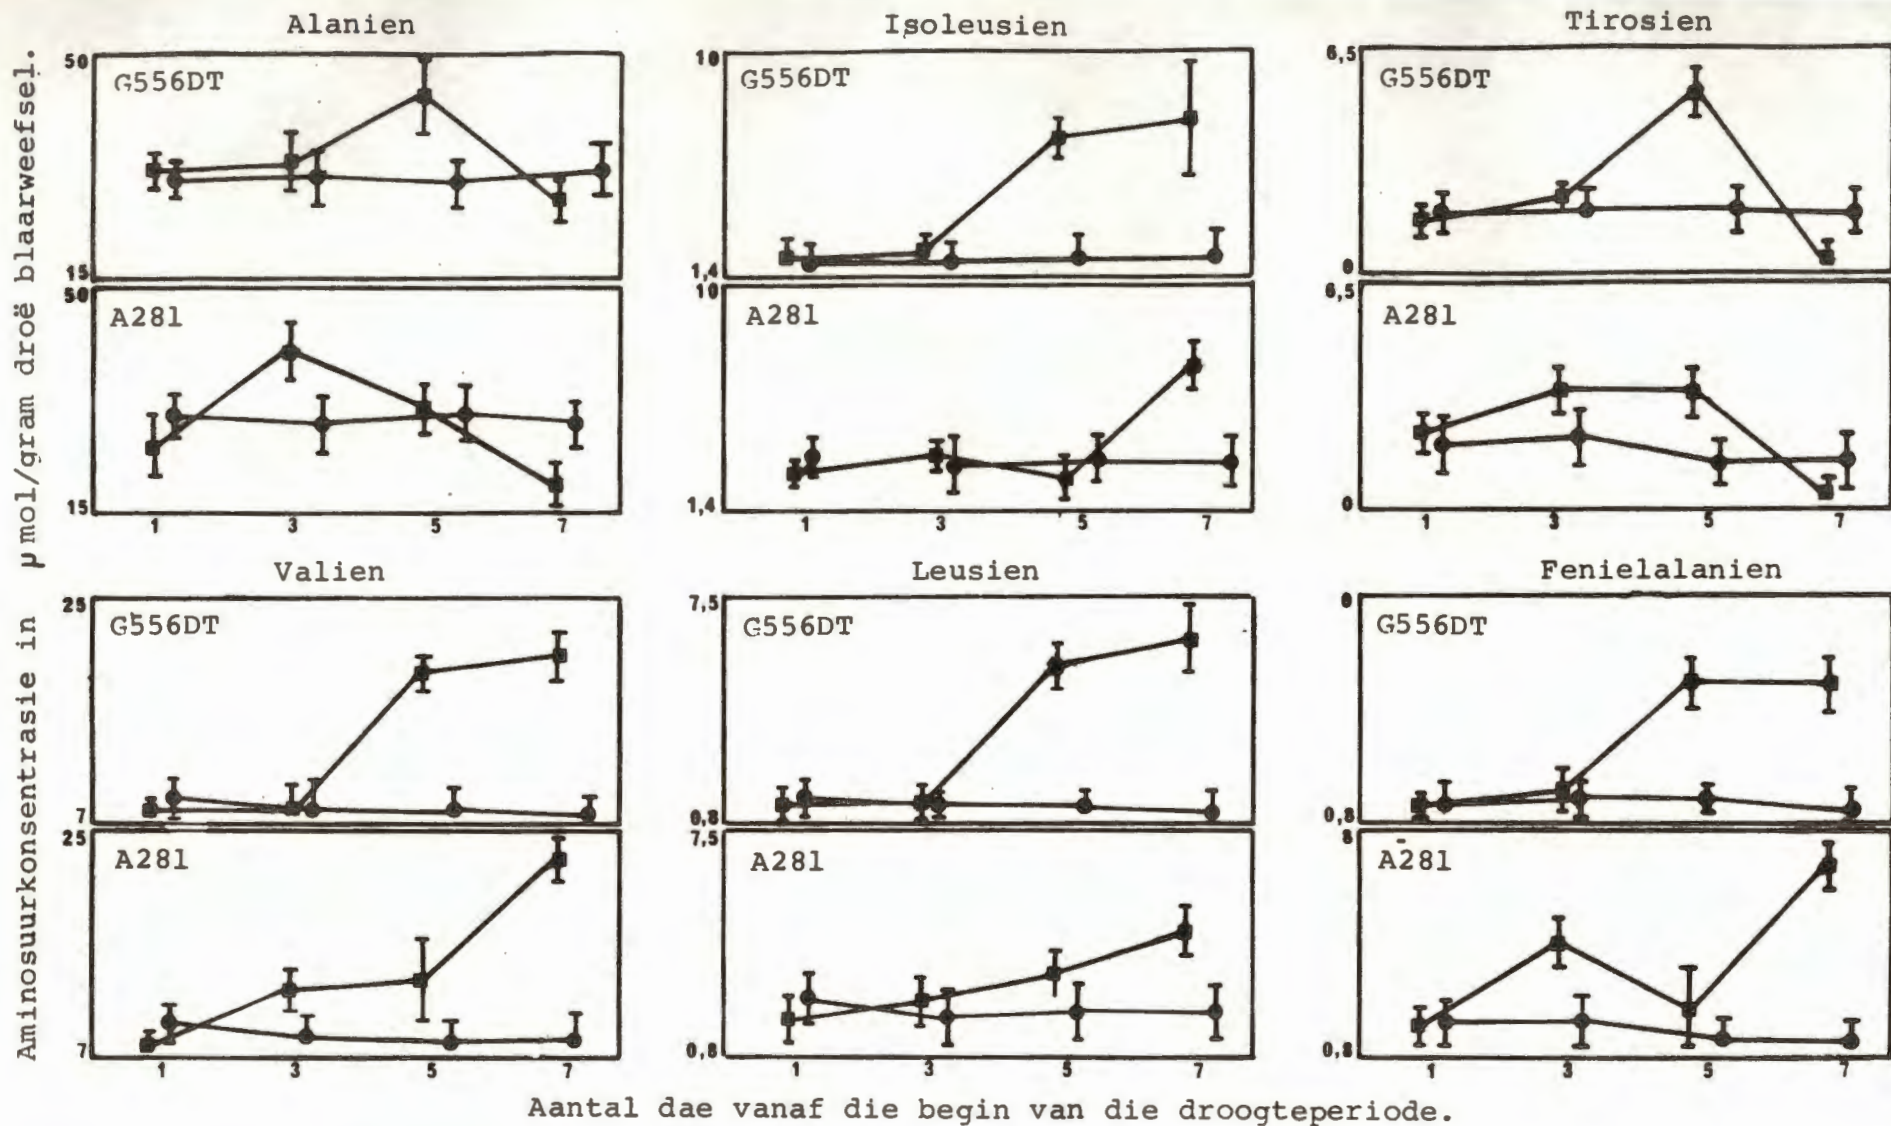 Aminosuurkonsentrasie in µmol/gram droë blaarweefsel.
Alanien
50
G556DT
15
50
A281
15
1 3 5 7
Isoleusien
10
G556DT
1,4
10
A281
1,4
1 3 5 7
Tirosien
6,5
G556DT
0
6,5
A281
0
1 3 5 7
Valien
25
G556DT
7
25
A281
7
1 3 5 7
Leusien
7,5
G556DT
0,8
7,5
A281
0,8
1 3 5 7
Fenielalanien
8
G556DT
0,8
8
A281
0,8
1 3 5 7
Aantal dae vanaf die begin van die droogteperiode.